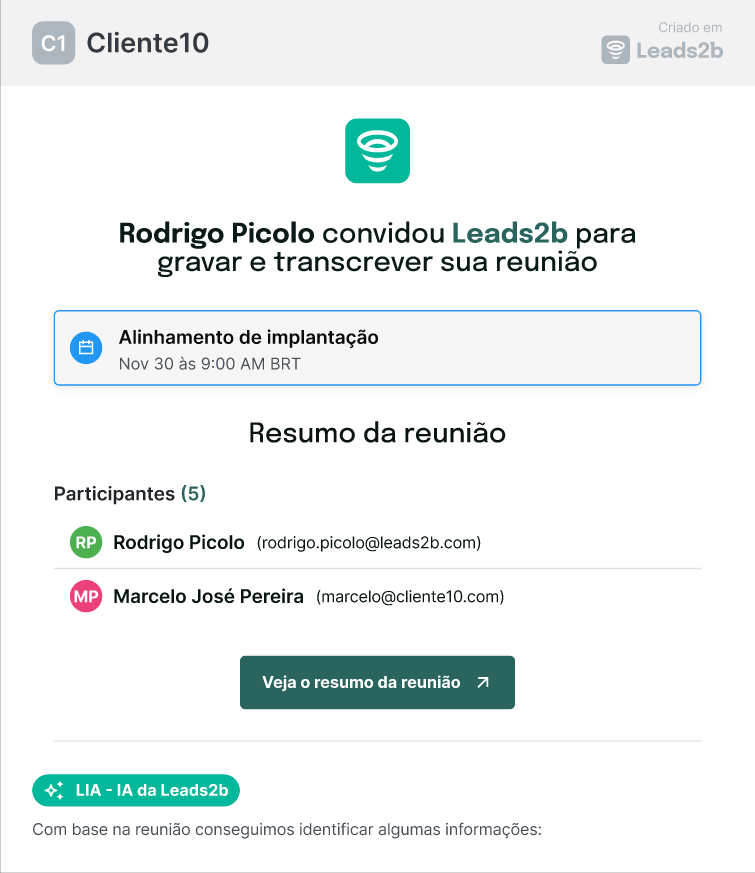 C1 Cliente10
Criado em
Leads2b
Rodrigo Picolo convidou Leads2b para
gravar e transcrever sua reunião
Alinhamento de implantação
Nov 30 às 9:00 AM BRT
Resumo da reunião
Participantes (5)
RP Rodrigo Picolo (rodrigo.picolo@leads2b.com)
MP Marcelo José Pereira (marcelo@cliente10.com)
Veja o resumo da reunião
LIA - IA da Leads2b
Com base na reunião conseguimos identificar algumas informações: